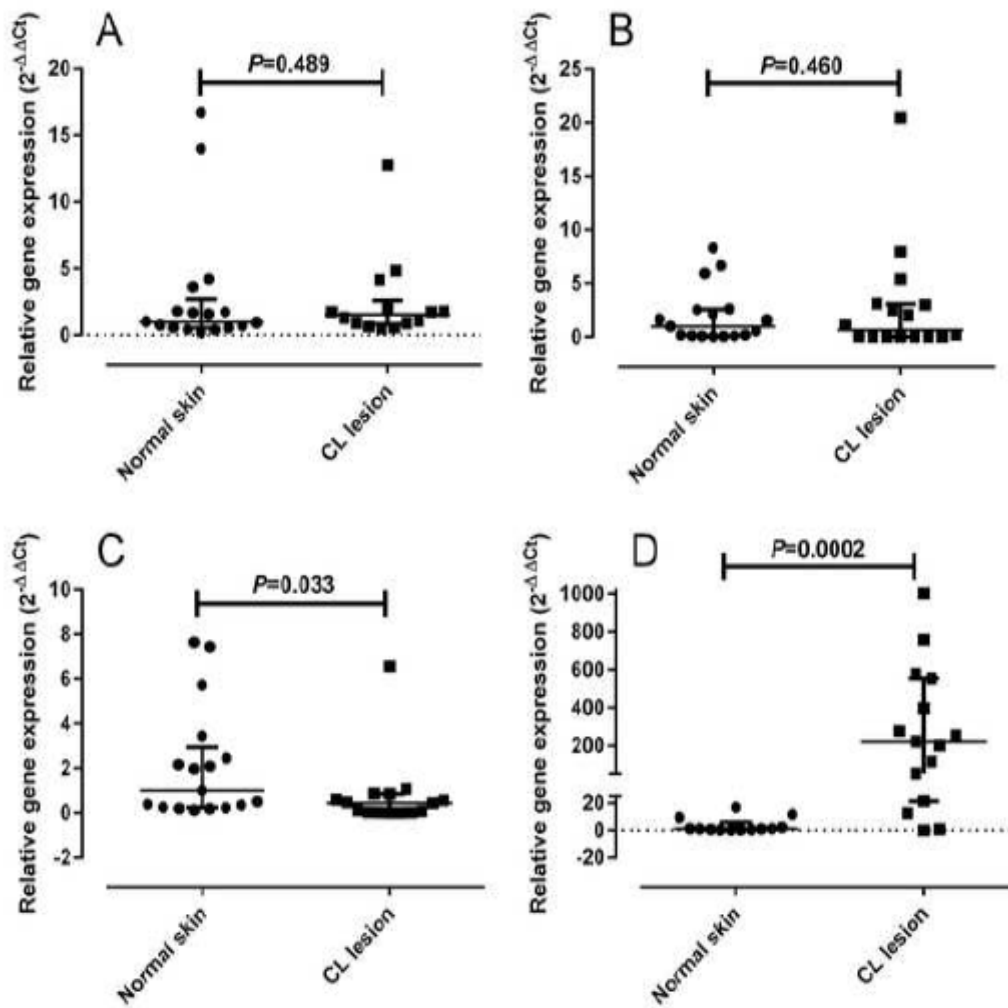 A
Relative gene expression (2-ΔΔCt)
P=0.489
20
15
10
5
0
Normal skin
CL lesion
B
Relative gene expression (2-ΔΔCt)
P=0.460
25
20
15
10
5
0
Normal skin
CL lesion
C
Relative gene expression (2-ΔΔCt)
P=0.033
10
8
6
4
2
0
-2
Normal skin
CL lesion
D
Relative gene expression (2-ΔΔCt)
P=0.0002
1000
800
600
400
200
20
0
-20
Normal skin
CL lesion